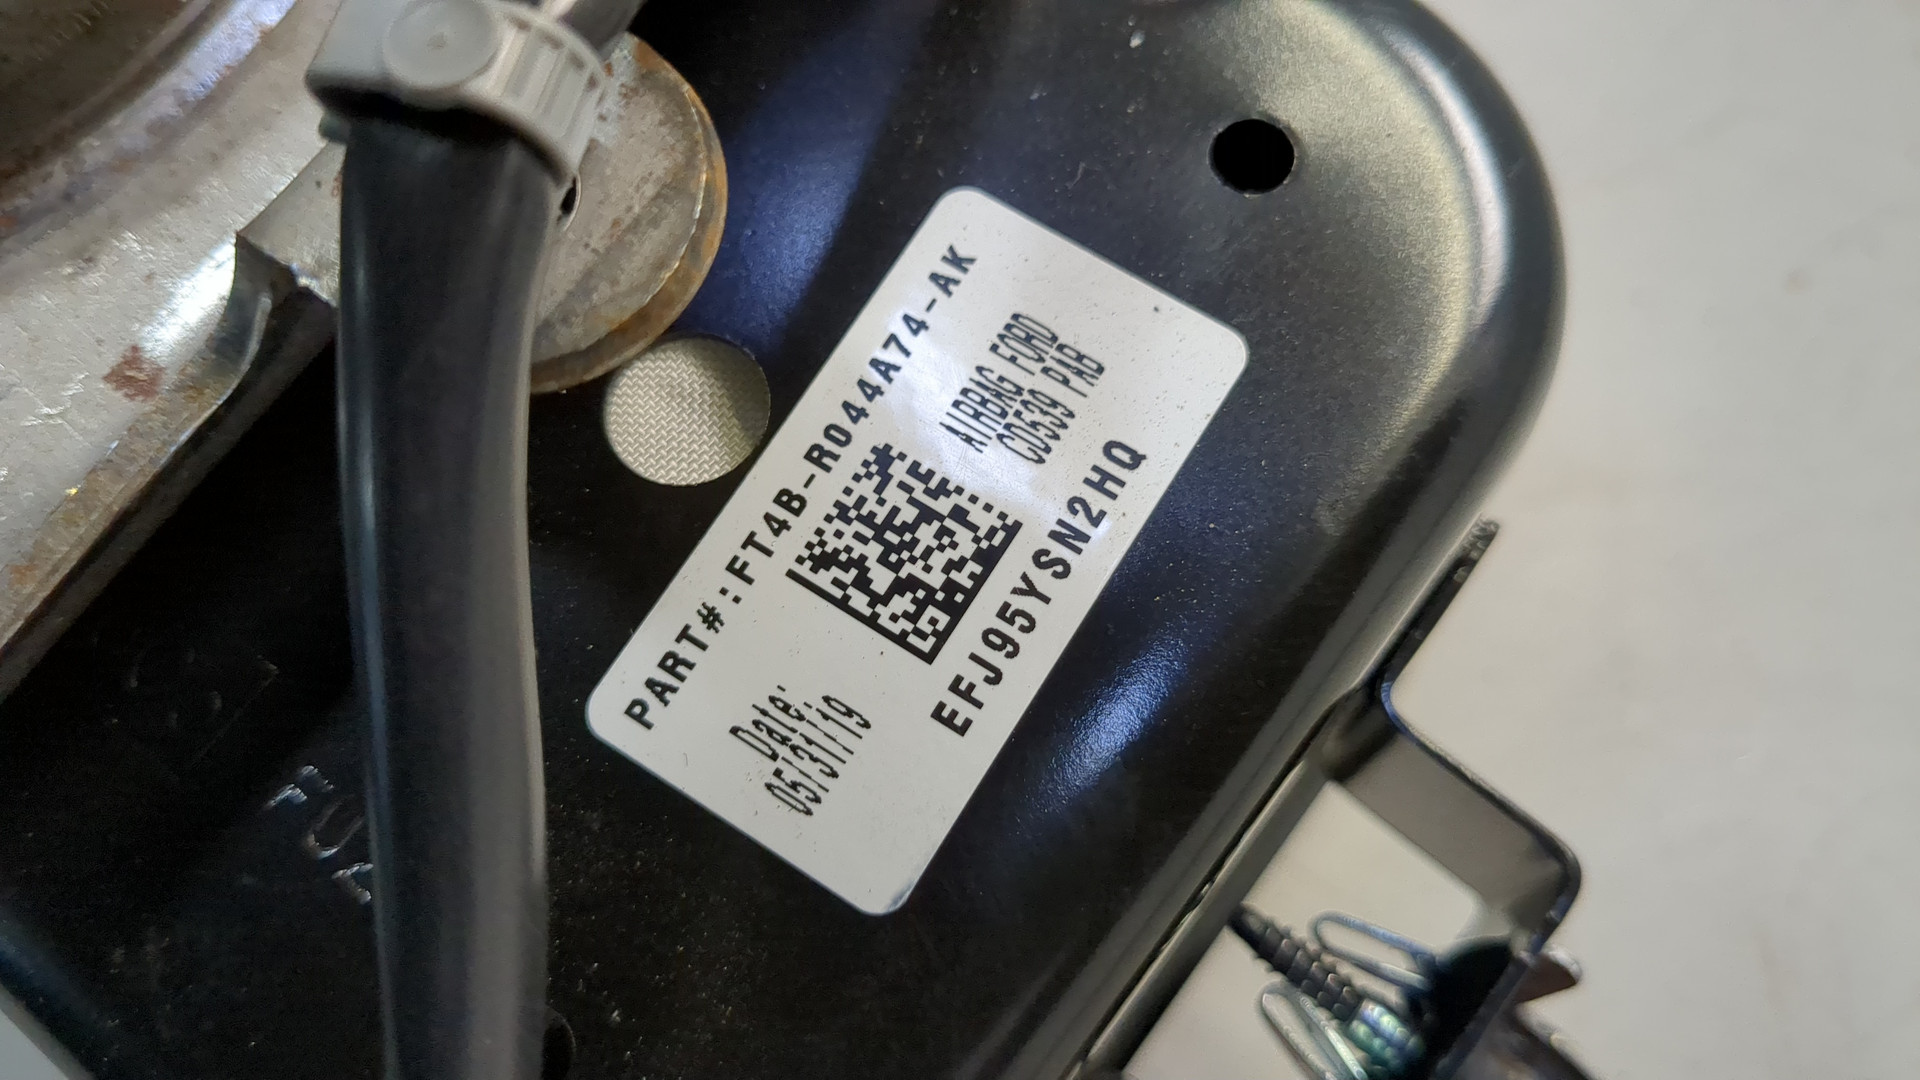 PART#:FT4B-R044A74-AK
AIRBAG FORD
CD539 PAB
Date:
05/31/19
EFJ95YSN2HQ